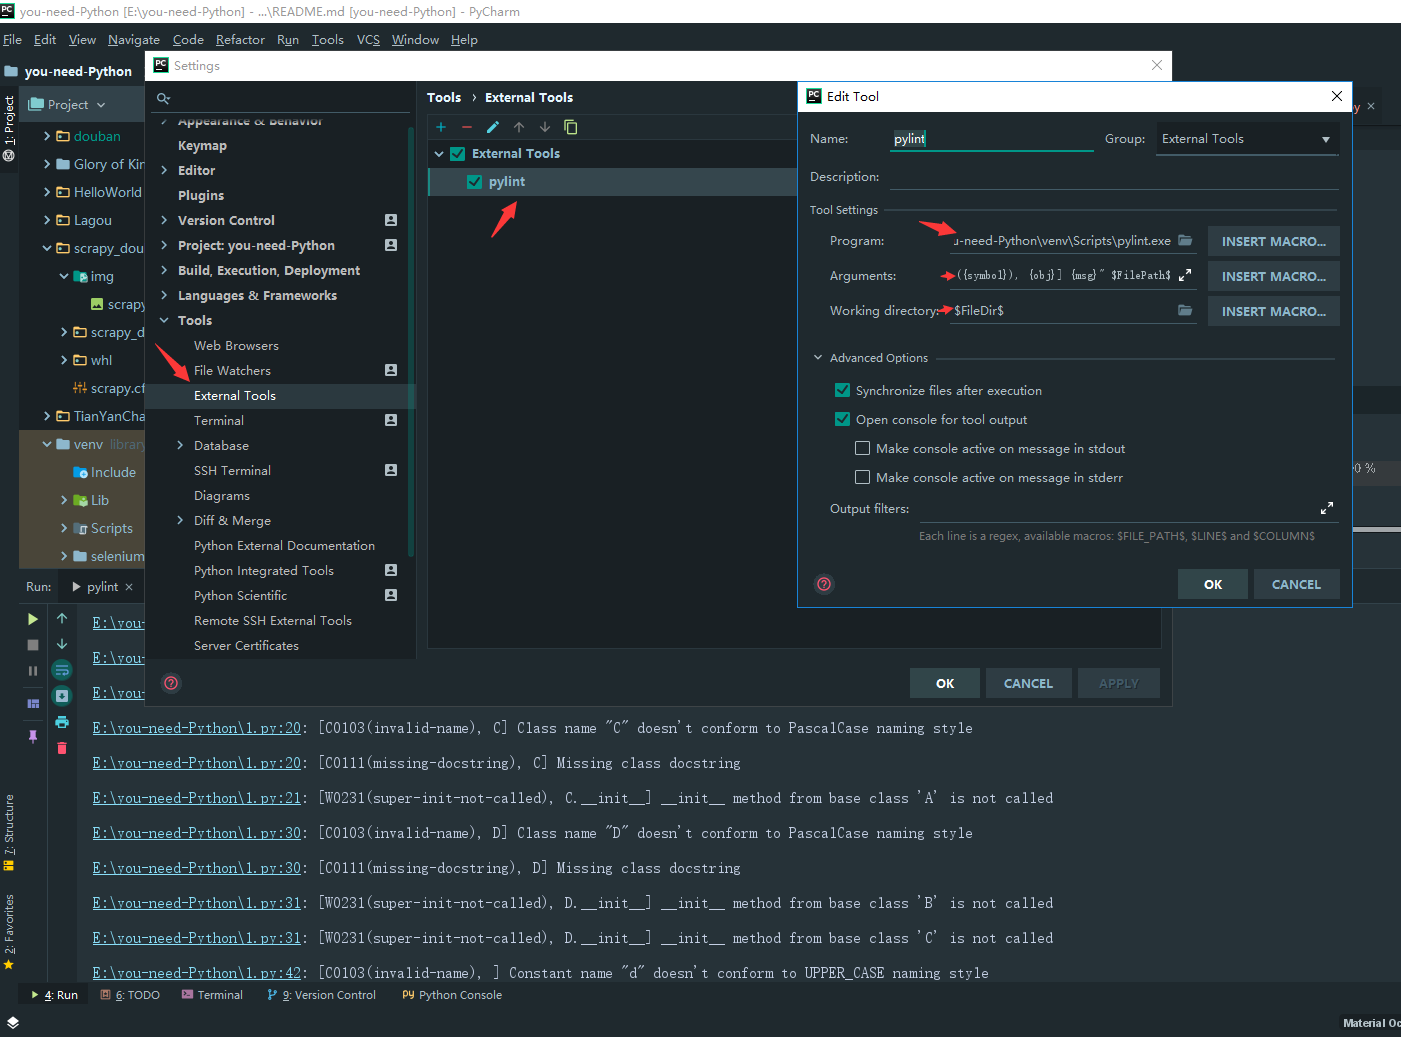 you-need-Python [E:\you-need-Python] - ...\README.md [you-need-Python] - PyCharm
File Edit View Navigate Code Refactor Run Tools VCS Window Help
you-need-Python
Settings
Project
1: Project
douban
Glory of Kin
HelloWorld
Lagou
scrapy_dou
img
scrapy
scrapy_d
whl
scrapy.cf
TianYanCha
venv library
Include
Lib
Scripts
selenium
Appearance & Behavior
Keymap
Editor
Plugins
Version Control
Project: you-need-Python
Build, Execution, Deployment
Languages & Frameworks
Tools
Web Browsers
File Watchers
External Tools
Terminal
Database
SSH Terminal
Diagrams
Diff & Merge
Python External Documentation
Python Integrated Tools
Python Scientific
Remote SSH External Tools
Server Certificates
Tools › External Tools
External Tools
pylint
OK CANCEL APPLY
Edit Tool
Name: pylint Group: External Tools
Description:
Tool Settings
Program: u-need-Python\venv\Scripts\pylint.exe INSERT MACRO...
Arguments: ({symbol}), {obj}] {msg}" $FilePath$ INSERT MACRO...
Working directory: $FileDir$ INSERT MACRO...
Advanced Options
Synchronize files after execution
Open console for tool output
Make console active on message in stdout
Make console active on message in stderr
Output filters:
Each line is a regex, available macros: $FILE_PATH$, $LINE$ and $COLUMN$
OK CANCEL
y
0 %
Run: pylint
E:\you-
E:\you-
E:\you-
E:\you-need-Python\1.py:20: [C0103(invalid-name), C] Class name "C" doesn't conform to PascalCase naming style
E:\you-need-Python\1.py:20: [C0111(missing-docstring), C] Missing class docstring
E:\you-need-Python\1.py:21: [W0231(super-init-not-called), C.__init__] __init__ method from base class 'A' is not called
E:\you-need-Python\1.py:30: [C0103(invalid-name), D] Class name "D" doesn't conform to PascalCase naming style
E:\you-need-Python\1.py:30: [C0111(missing-docstring), D] Missing class docstring
E:\you-need-Python\1.py:31: [W0231(super-init-not-called), D.__init__] __init__ method from base class 'B' is not called
E:\you-need-Python\1.py:31: [W0231(super-init-not-called), D.__init__] __init__ method from base class 'C' is not called
E:\you-need-Python\1.py:42: [C0103(invalid-name), ] Constant name "d" doesn't conform to UPPER_CASE naming style
7: Structure
2: Favorites
4: Run 6: TODO Terminal 9: Version Control Python Console
Material Oc